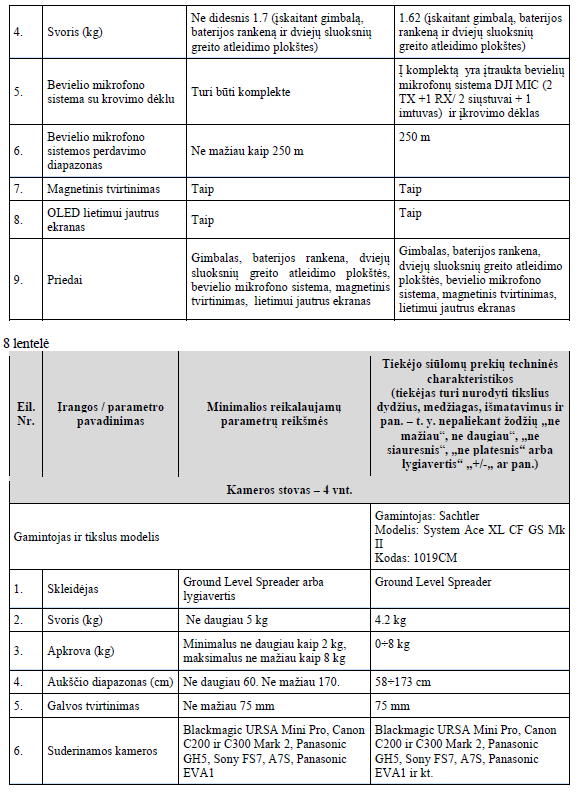 4.
Svoris (kg)
Ne didesnis 1.7 (įskaitant gimbalą,
baterijos rankeną ir dviejų sluoksnių
greito atleidimo plokštes)
1.62 (įskaitant gimbalą, baterijos
rankeną ir dviejų sluoksnių
greito atleidimo plokštes)
5.
Bevielio mikrofono
sistema su krovimo dėklu
Turi būti komplekte
Į komplektą yra įtraukta bevielių
mikrofonų sistema DJI MIC (2
TX +1 RX/ 2 siųstuvai + 1
imtuvas) ir įkrovimo dėklas
6.
Bevielio mikrofono
sistemos perdavimo
diapazonas
Ne mažiau kaip 250 m
250 m
7.
Magnetinis tvirtinimas
Taip
Taip
8.
OLED lietimui jautrus
ekranas
Taip
Taip
9.
Priedai
Gimbalas, baterijos rankena, dviejų
sluoksnių greito atleidimo plokštės,
bevielio mikrofono sistema, magnetinis
tvirtinimas, lietimui jautrus ekranas
Gimbalas, baterijos rankena,
dviejų sluoksnių greito atleidimo
plokštės, bevielio mikrofono
sistema, magnetinis tvirtinimas,
lietimui jautrus ekranas
8 lentelė
Eil.
Nr.
Įrangos / parametro
pavadinimas
Minimalios reikalaujamų
parametrų reikšmės
Tiekėjo siūlomų prekių techninės
charakteristikos
(tiekėjas turi nurodyti tikslius
dydžius, medžiagas, išmatavimus ir
pan. – t. y. nepaliekant žodžių „ne
mažiau“, ne daugiau“, „ne
siauresnis“, „ne platesnis“ arba
lygiavertis“ „+/-„ ar pan.)
Kameros stovas – 4 vnt.
Gamintojas ir tikslus modelis
Gamintojas: Sachtler
Modelis: System Ace XL CF GS Mk
II
Kodas: 1019CM
1.
Skleidėjas
Ground Level Spreader arba
lygiavertis
Ground Level Spreader
2.
Svoris (kg)
Ne daugiau 5 kg
4.2 kg
3.
Apkrova (kg)
Minimalus ne daugiau kaip 2 kg,
maksimalus ne mažiau kaip 8 kg
0÷8 kg
4.
Aukščio diapazonas (cm)
Ne daugiau 60. Ne mažiau 170.
58÷173 cm
5.
Galvos tvirtinimas
Ne mažiau 75 mm
75 mm
6.
Suderinamos kameros
Blackmagic URSA Mini Pro, Canon
C200 ir C300 Mark 2, Panasonic
GH5, Sony FS7, A7S, Panasonic
EVA1
Blackmagic URSA Mini Pro, Canon
C200 ir C300 Mark 2, Panasonic
GH5, Sony FS7, A7S, Panasonic
EVA1 ir kt.